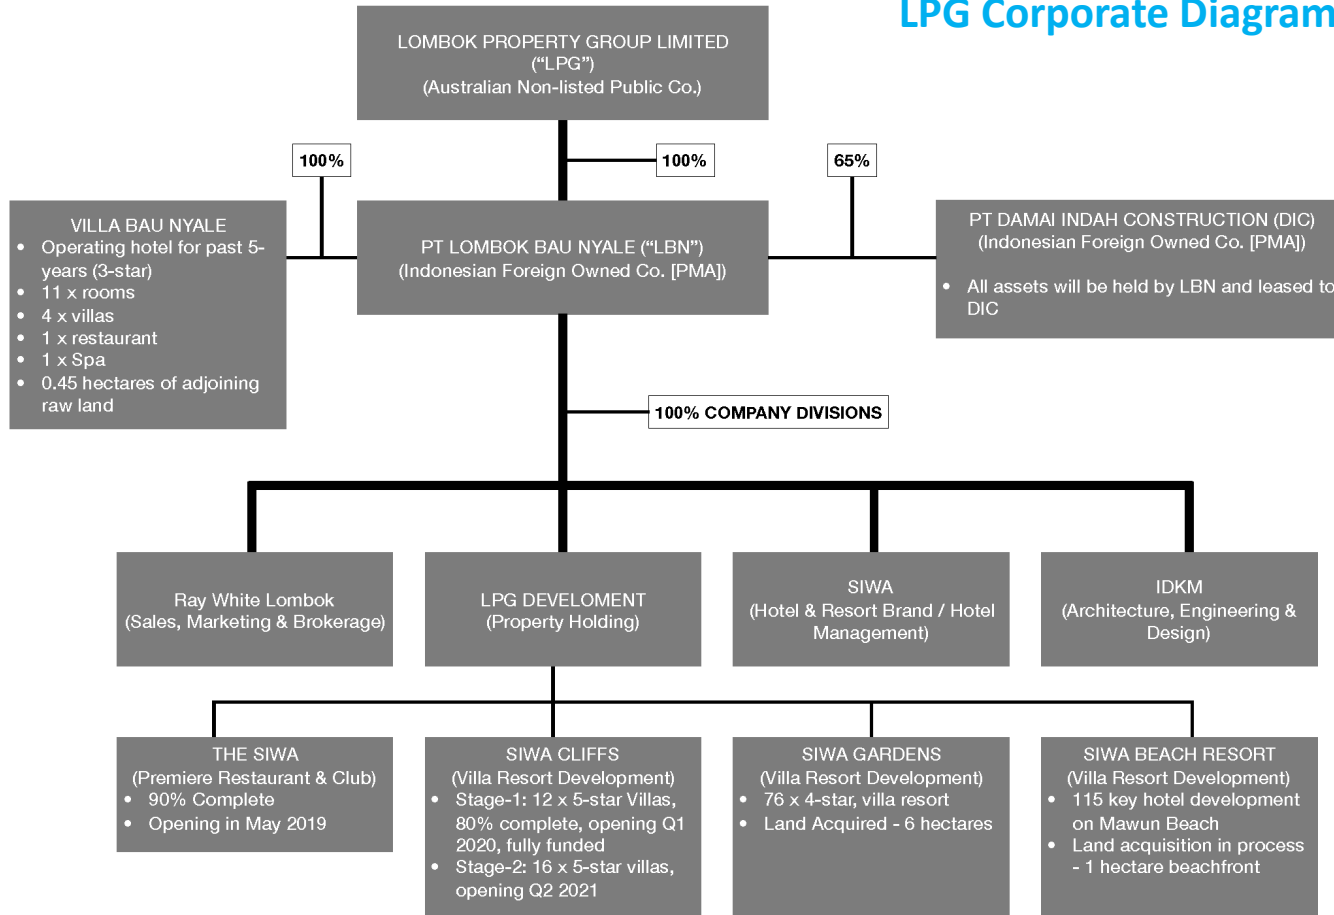 LPG Corporate Diagram
LOMBOK PROPERTY GROUP LIMITED
(“LPG”)
(Australian Non-listed Public Co.)
100%
100%
65%
VILLA BAU NYALE
• Operating hotel for past 5-
years (3-star)
• 11 x rooms
• 4 x villas
• 1 x restaurant
• 1 x Spa
• 0.45 hectares of adjoining
raw land
PT LOMBOK BAU NYALE (“LBN”)
(Indonesian Foreign Owned Co. [PMA])
PT DAMAI INDAH CONSTRUCTION (DIC)
(Indonesian Foreign Owned Co. [PMA])
• All assets will be held by LBN and leased to
DIC
100% COMPANY DIVISIONS
Ray White Lombok
(Sales, Marketing & Brokerage)
LPG DEVELOMENT
(Property Holding)
SIWA
(Hotel & Resort Brand / Hotel
Management)
IDKM
(Architecture, Engineering &
Design)
THE SIWA
(Premiere Restaurant & Club)
• 90% Complete
• Opening in May 2019
SIWA CLIFFS
(Villa Resort Development)
• Stage-1: 12 x 5-star Villas,
80% complete, opening Q1
2020, fully funded
• Stage-2: 16 x 5-star villas,
opening Q2 2021
SIWA GARDENS
(Villa Resort Development)
• 76 x 4-star, villa resort
• Land Acquired - 6 hectares
SIWA BEACH RESORT
(Villa Resort Development)
• 115 key hotel development
on Mawun Beach
• Land acquisition in process
- 1 hectare beachfront